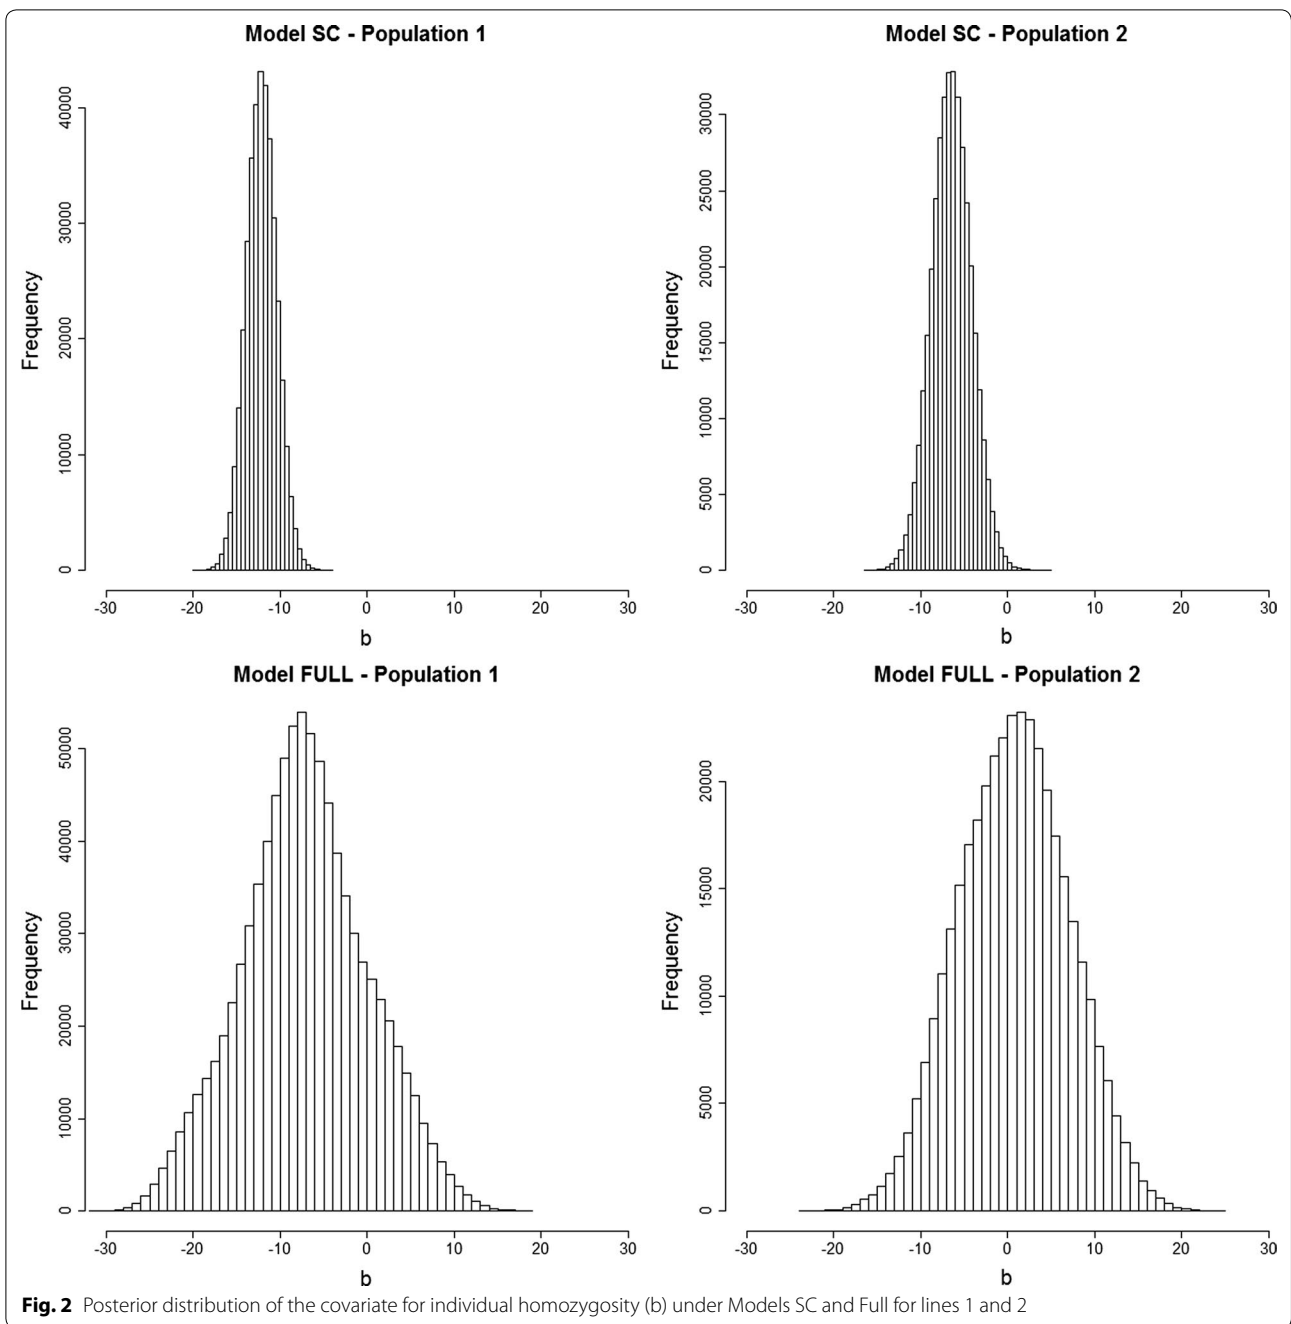 Model SC - Population 1
Frequency
0 10000 20000 30000 40000
-30 -20 -10 0 10 20 30
b
Model SC - Population 2
Frequency
0 5000 10000 15000 20000 25000 30000
-30 -20 -10 0 10 20 30
b
Model FULL - Population 1
Frequency
0 10000 20000 30000 40000 50000
-30 -20 -10 0 10 20 30
b
Model FULL - Population 2
Frequency
0 5000 10000 15000 20000
-30 -20 -10 0 10 20 30
b
Fig. 2 Posterior distribution of the covariate for individual homozygosity (b) under Models SC and Full for lines 1 and 2